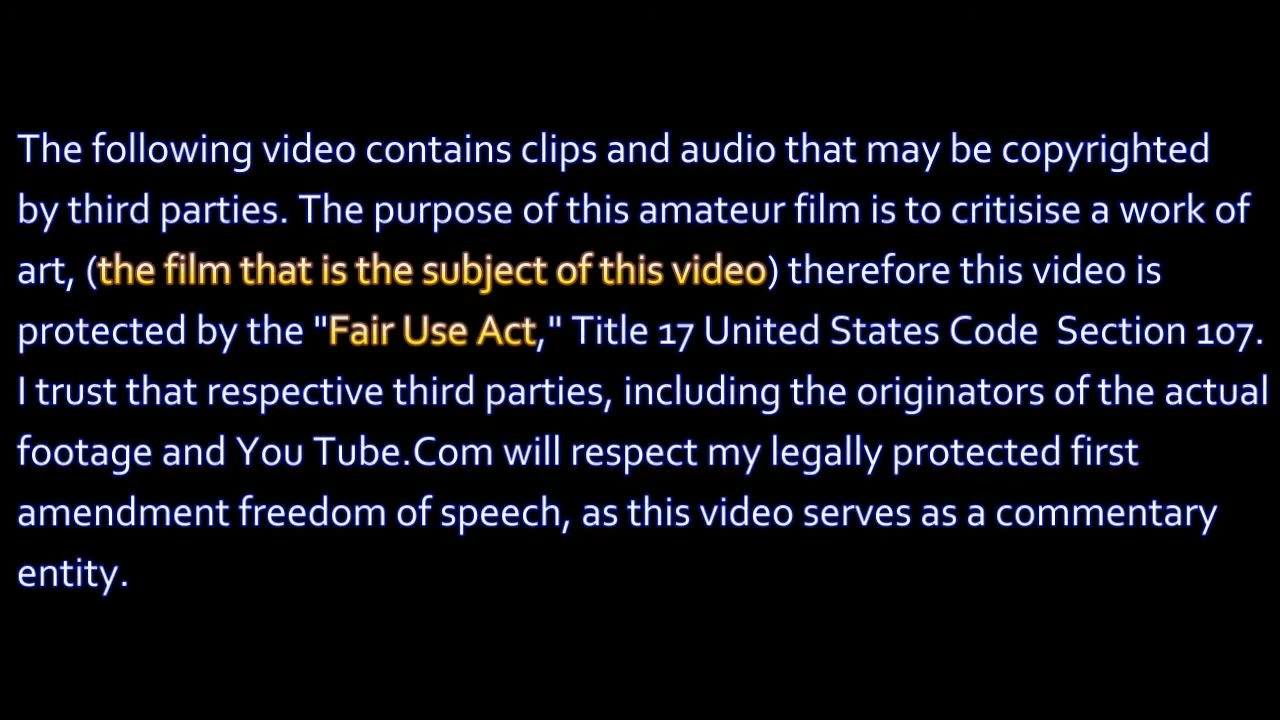 The following video contains clips and audio that may be copyrighted
by third parties. The purpose of this amateur film is to critisise a work of
art, (the film that is the subject of this video) therefore this video is
protected by the "Fair Use Act," Title 17 United States Code  Section 107.
I trust that respective third parties, including the originators of the actual
footage and You Tube.Com will respect my legally protected first
amendment freedom of speech, as this video serves as a commentary
entity.